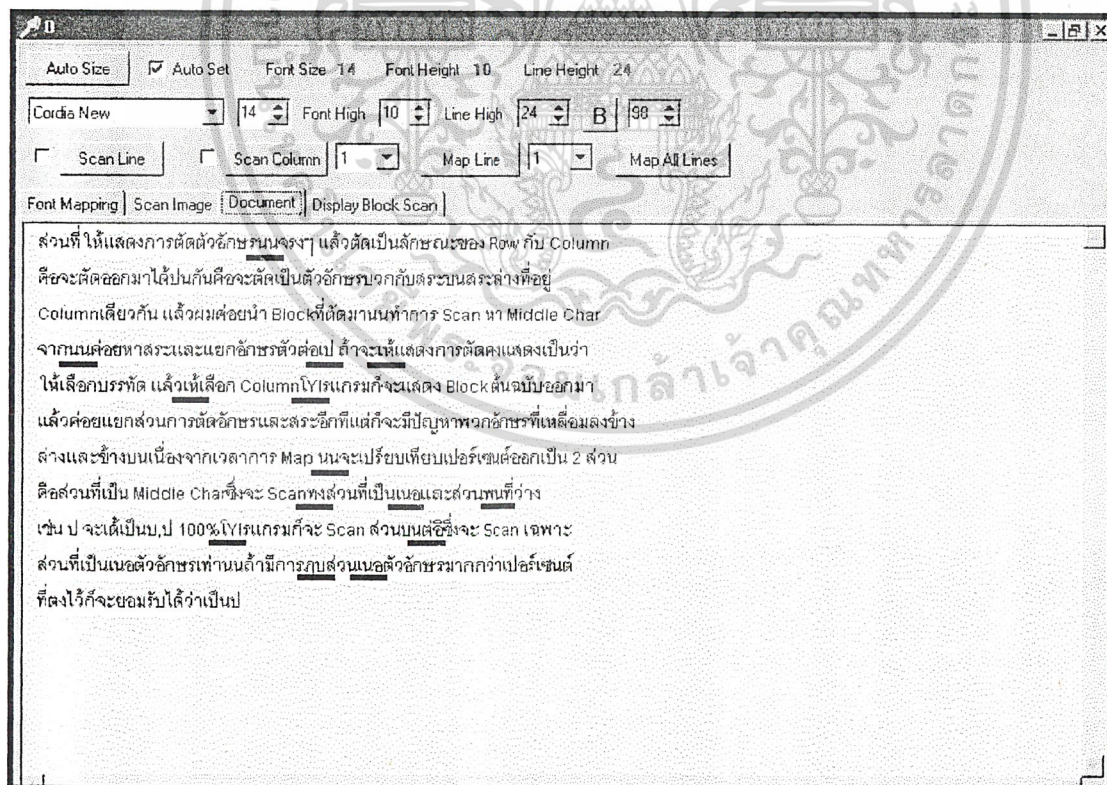 Auto Size Auto Set Font Size 14 Font Height 10 Line Height 24
Cordia New 14 Font High 10 Line High 24 B 98
Scan Line Scan Column 1 Map Line 1 Map All Lines
Font Mapping Scan Image Document Display Block Scan
ส่วนที่ ให้แสดงการตัดตัวอักษรนนจรงๆ แล้วตัดเป็นลักษณะของ Row กับ Column
คือจะตัดออกมาได้ปนกันคือจะตัดเป็นตัวอักษรบวกกับสระบนสระล่างที่อยู่
Columnเดียวกัน แล้วผมค่อยนำ Blockที่ตัดมานนทำการ Scan หา Middle Char
จากนนค่อยหาสระและแยกอักษรตัวต่อเป ถ้าจะเห้แสดงการตัดคงแสดงเป็นว่า
ให้เลือกบรรทัด แล้วเห้เลือก Columnโฺยไรแกรมก็จะแสดง Blockต้นฉบับออกมา
แล้วค่อยแยกส่วนการตัดอักษรและสระอีกทีแต่ก็จะมีปัญหาพวกอักษรที่เหลื่อมลงข้าง
ล่างและข้างบนเนื่องจากเวลาการ Map นนจะเปรียบเทียบเปอร์เซนต์ออกเป็น 2 ส่วน
คือส่วนที่เป็น Middle Charซึ่งจะ Scanทงส่วนที่เป็นเนอและส่วนพนที่ว่าง
เช่น ป จะเด้เป็นบ,ป 100% ก็จะ Scan ส่วนบนต่อิซึ่งจะ Scan เฉพาะ
ส่วนที่เป็นเนอตัวอักษรเท่านนถ้ามีการภบส่วนเนอตัวอักษรมากกว่าเปอร์เซนต์
ที่ตงไว้ก็จะยอมรับได้ว่าเป็นป
พระจอมเกล้าเจ้าคุณทหารลาดกระ